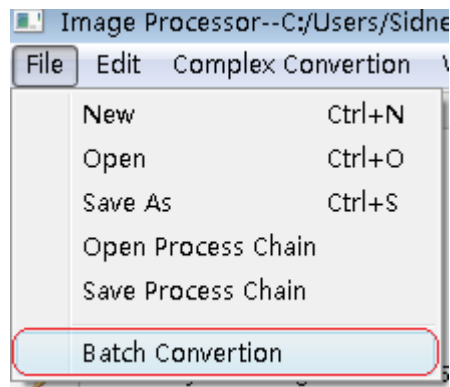 Image Processor--C:/Users/Sidne
File Edit Complex Convertion
New Ctrl+N
Open Ctrl+O
Save As Ctrl+S
Open Process Chain
Save Process Chain
Batch Convertion